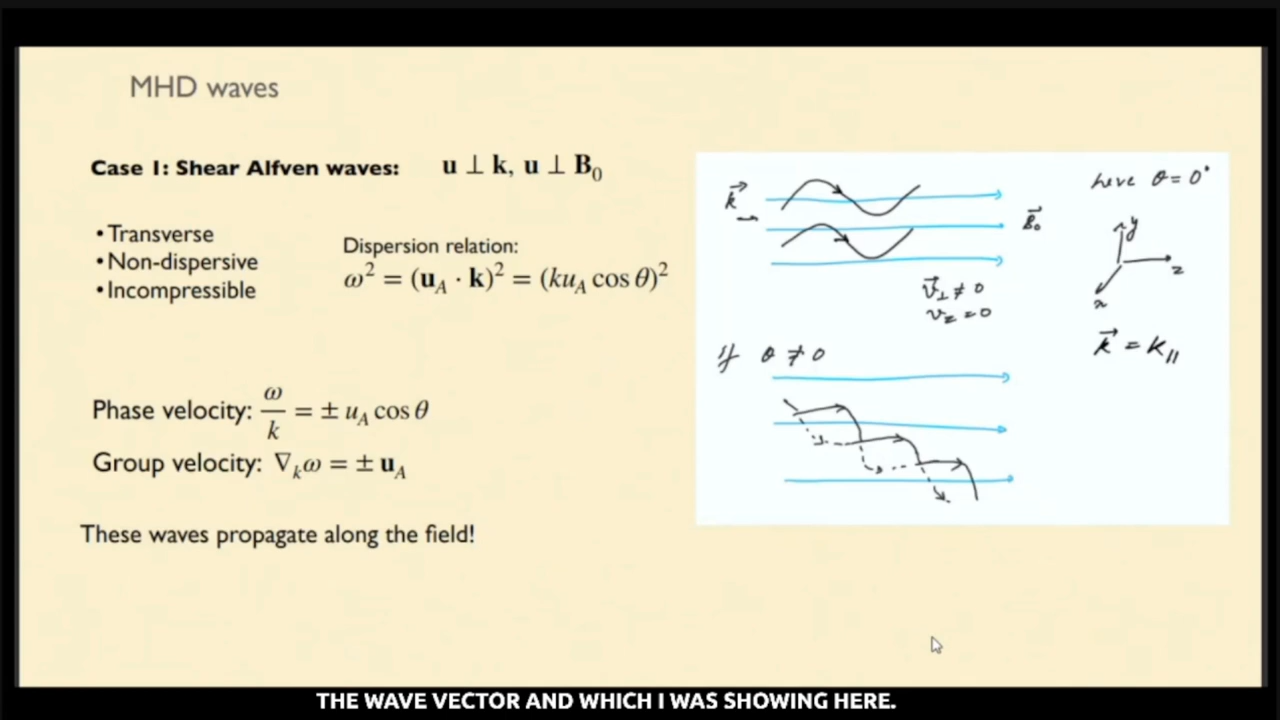 MHD waves
Case 1: Shear Alfven waves: u ⊥ k, u ⊥ B₀
• Transverse
• Non-dispersive
• Incompressible
Dispersion relation:
ω² = (u_A · k)² = (ku_A cos θ)²
Phase velocity: ω/k = ± u_A cos θ
Group velocity: ∇ₖω = ± u_A
These waves propagate along the field!
here θ = 0°
k⃗
B⃗₀
y
z
x
v⃗⊥ ≠ 0
v_z = 0
k⃗ = K∥
if θ ≠ 0
THE WAVE VECTOR AND WHICH I WAS SHOWING HERE.